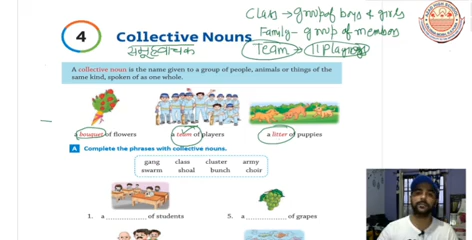 Class → group of boys & girls
Family - group of members
Team → 11 Players
4
Collective Nouns
समूहवाचक
A collective noun is the name given to a group of people, animals or things of the
same kind, spoken of as one whole.
a bouquet of flowers
a team of players
a litter of puppies
A Complete the phrases with collective nouns.
gang class cluster army
swarm shoal bunch choir
1. a .................. of students
5. a .................. of grapes